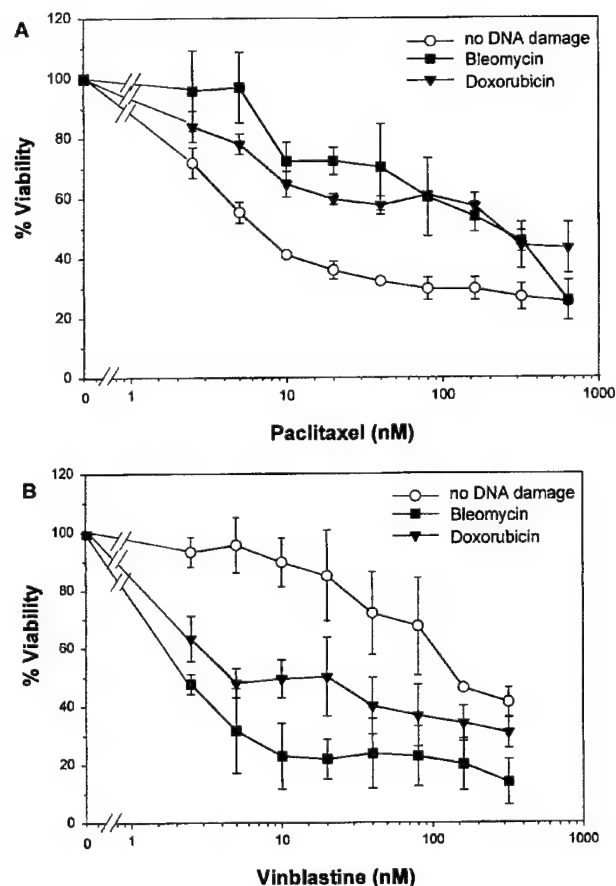 A
120
no DNA damage
Bleomycin
Doxorubicin
100
80
60
40
20
0
% Viability
0 1 10 100 1000
Paclitaxel (nM)
B
120
no DNA damage
Bleomycin
Doxorubicin
100
80
60
40
20
0
% Viability
0 1 10 100 1000
Vinblastine (nM)